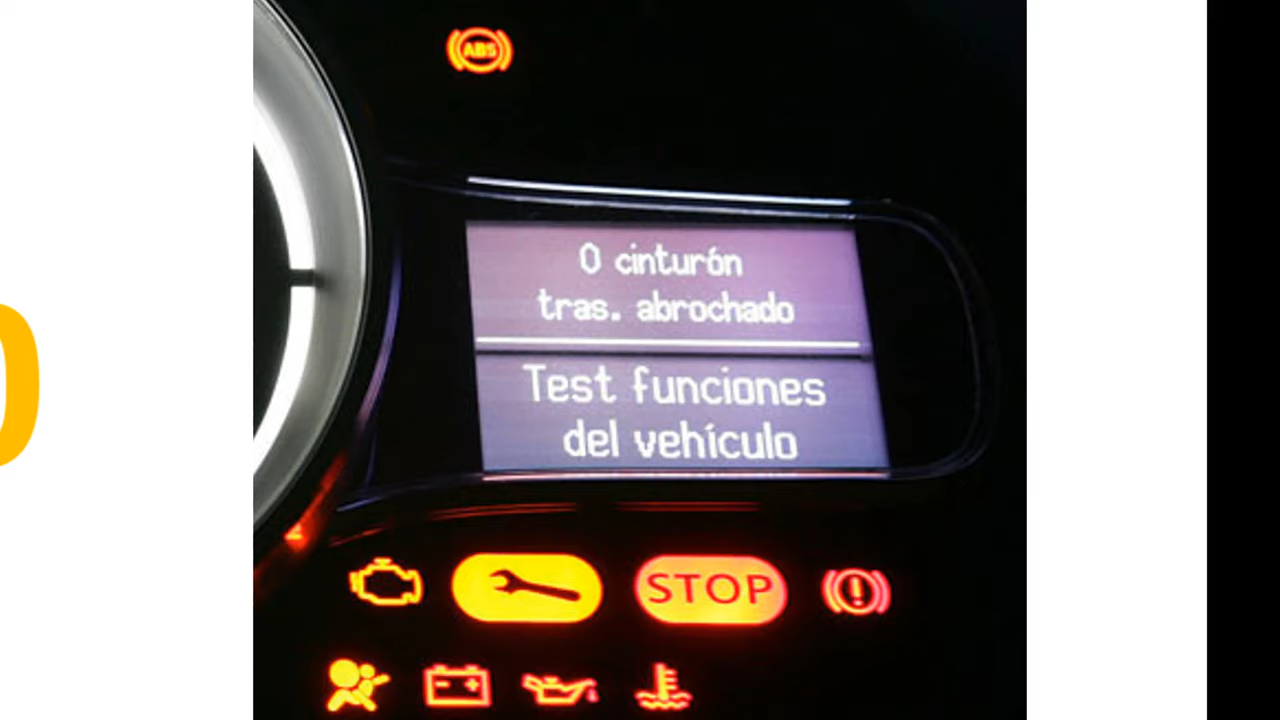 ABS
0 cinturón
tras. abrochado
Test funciones
del vehículo
STOP